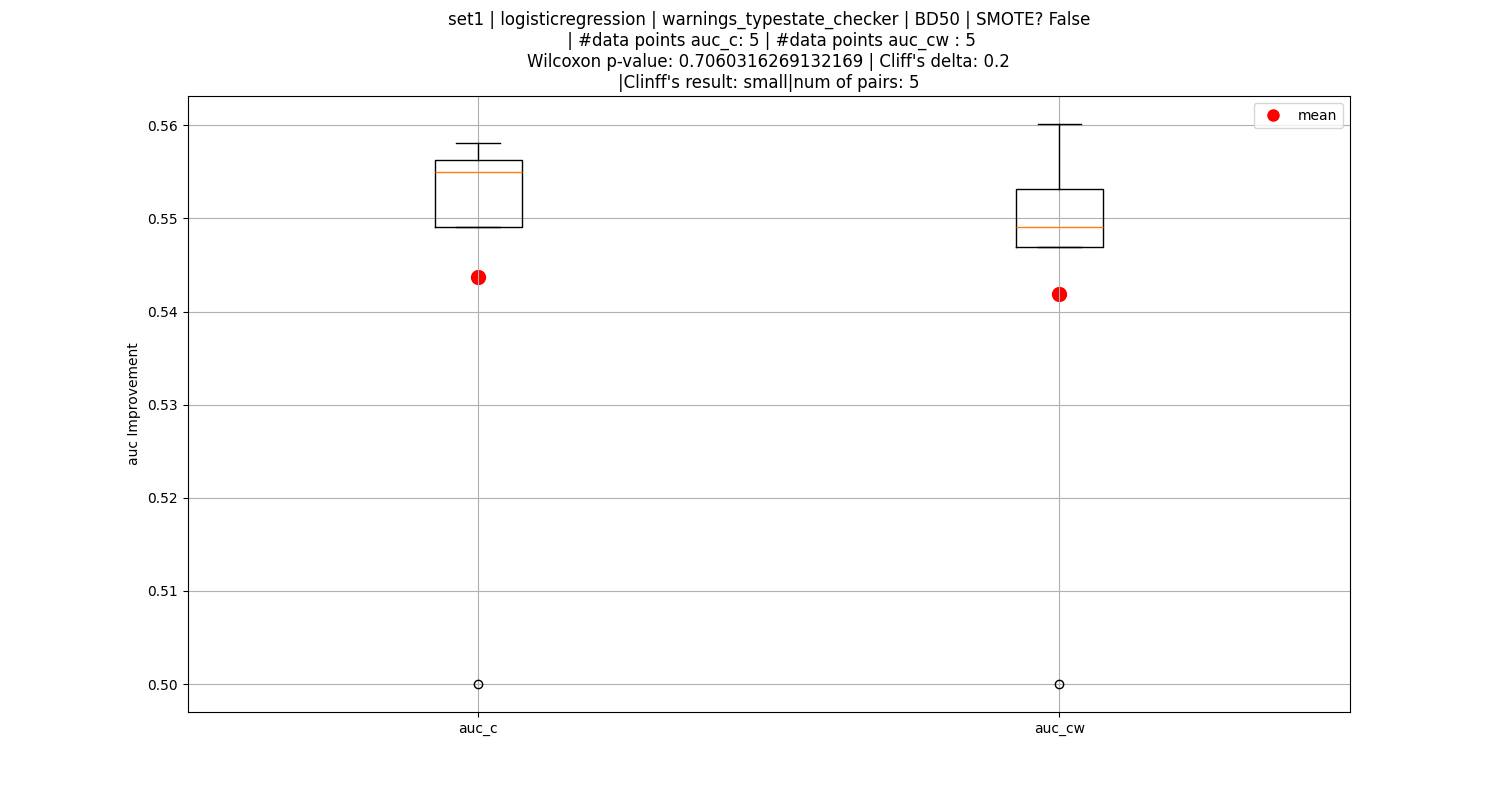 set1 | logisticregression | warnings_typestate_checker | BD50 | SMOTE? False
| #data points auc_c: 5 | #data points auc_cw : 5
Wilcoxon p-value: 0.7060316269132169 | Cliff's delta: 0.2
|Clinff's result: small|num of pairs: 5
mean
0.56
0.55
0.54
0.53
0.52
0.51
0.50
auc Improvement
auc_c
auc_cw